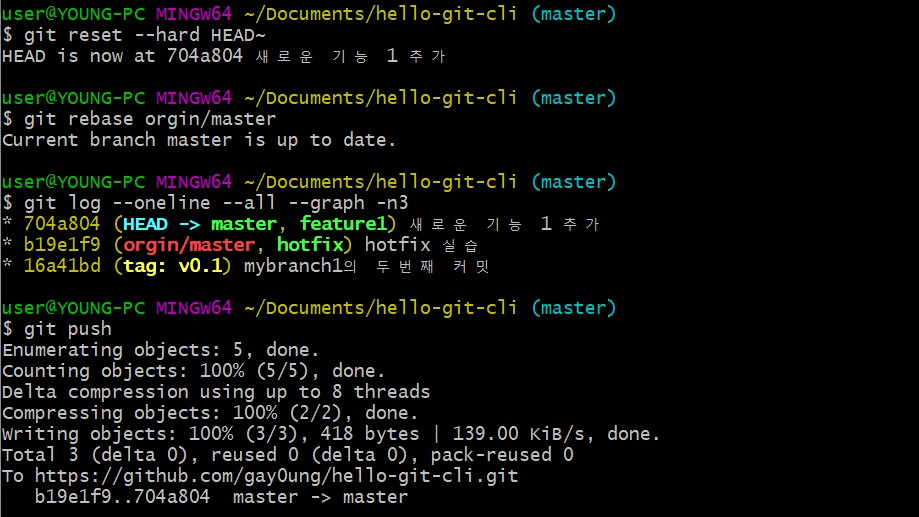 user@YOUNG-PC MINGW64 ~/Documents/hello-git-cli (master)
$ git reset --hard HEAD~
HEAD is now at 704a804 새로운 기능 1 추가
user@YOUNG-PC MINGW64 ~/Documents/hello-git-cli (master)
$ git rebase orgin/master
Current branch master is up to date.
user@YOUNG-PC MINGW64 ~/Documents/hello-git-cli (master)
$ git log --oneline --all --graph -n3
* 704a804 (HEAD -> master, feature1) 새로운 기능 1 추가
* b19e1f9 (orgin/master, hotfix) hotfix 실습
* 16a41bd (tag: v0.1) mybranch1의 두번째 커밋
user@YOUNG-PC MINGW64 ~/Documents/hello-git-cli (master)
$ git push
Enumerating objects: 5, done.
Counting objects: 100% (5/5), done.
Delta compression using up to 8 threads
Compressing objects: 100% (2/2), done.
Writing objects: 100% (3/3), 418 bytes | 139.00 KiB/s, done.
Total 3 (delta 0), reused 0 (delta 0), pack-reused 0
To https://github.com/gay0ung/hello-git-cli.git
   b19e1f9..704a804  master -> master